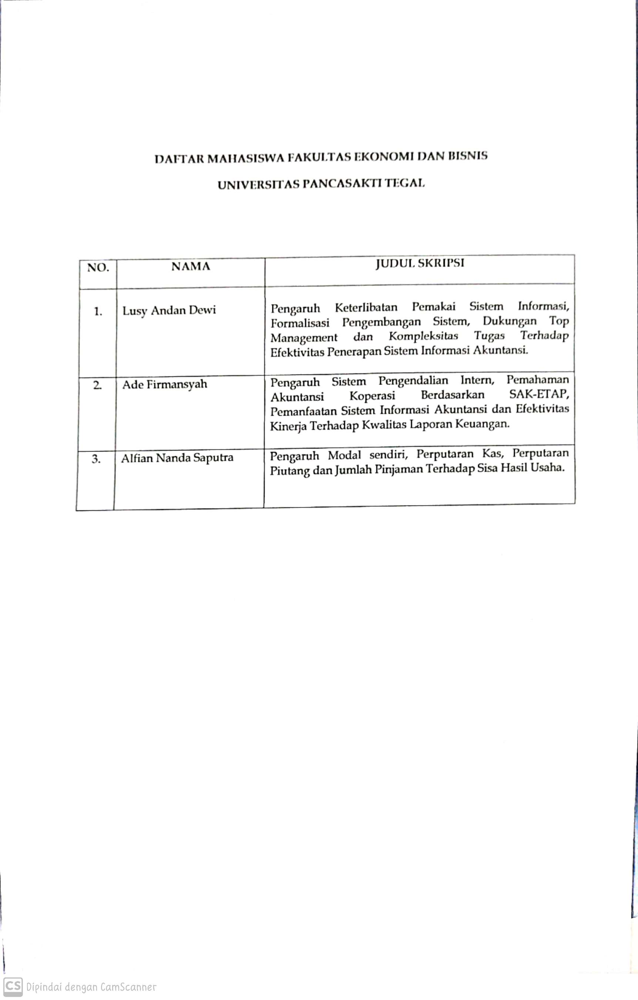 DAFTAR MAHASISWA FAKULTAS EKONOMI DAN BISNIS
UNIVERSITAS PANCASAKTI TEGAL
NO. NAMA JUDUL SKRIPSI
1. Lusy Andan Dewi Pengaruh Keterlibatan Pemakai Sistem Informasi,
Formalisasi Pengembangan Sistem, Dukungan Top
Management dan Kompleksitas Tugas Terhadap
Efektivitas Penerapan Sistem Informasi Akuntansi.
2. Ade Firmansyah Pengaruh Sistem Pengendalian Intern, Pemahaman
Akuntansi Koperasi Berdasarkan SAK-ETAP,
Pemanfaatan Sistem Informasi Akuntansi dan Efektivitas
Kinerja Terhadap Kwalitas Laporan Keuangan.
3. Alfian Nanda Saputra Pengaruh Modal sendiri, Perputaran Kas, Perputaran
Piutang dan Jumlah Pinjaman Terhadap Sisa Hasil Usaha.
CS Dipindai dengan CamScanner